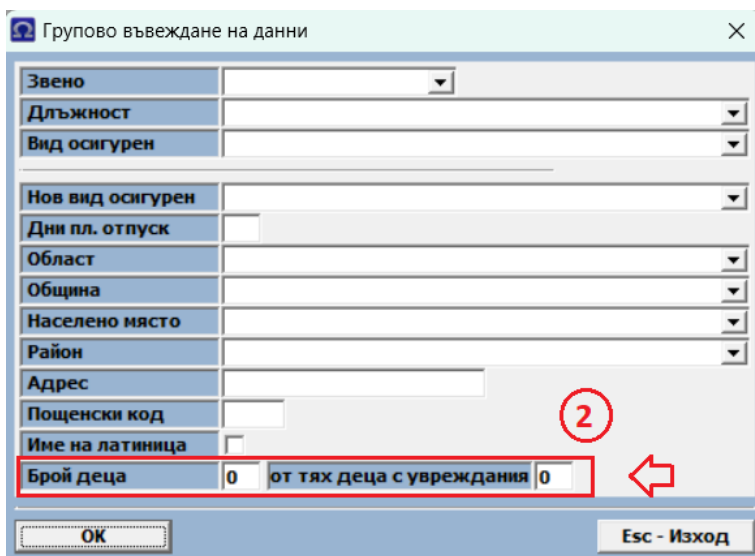 Групово въвеждане на данни
Звено
Длъжност
Вид осигурен
Нов вид осигурен
Дни пл. отпуск
Област
Община
Населено място
Район
Адрес
Пощенски код
2
Име на латиница
Брой деца 0 от тях деца с увреждания 0
OK Esc - Изход